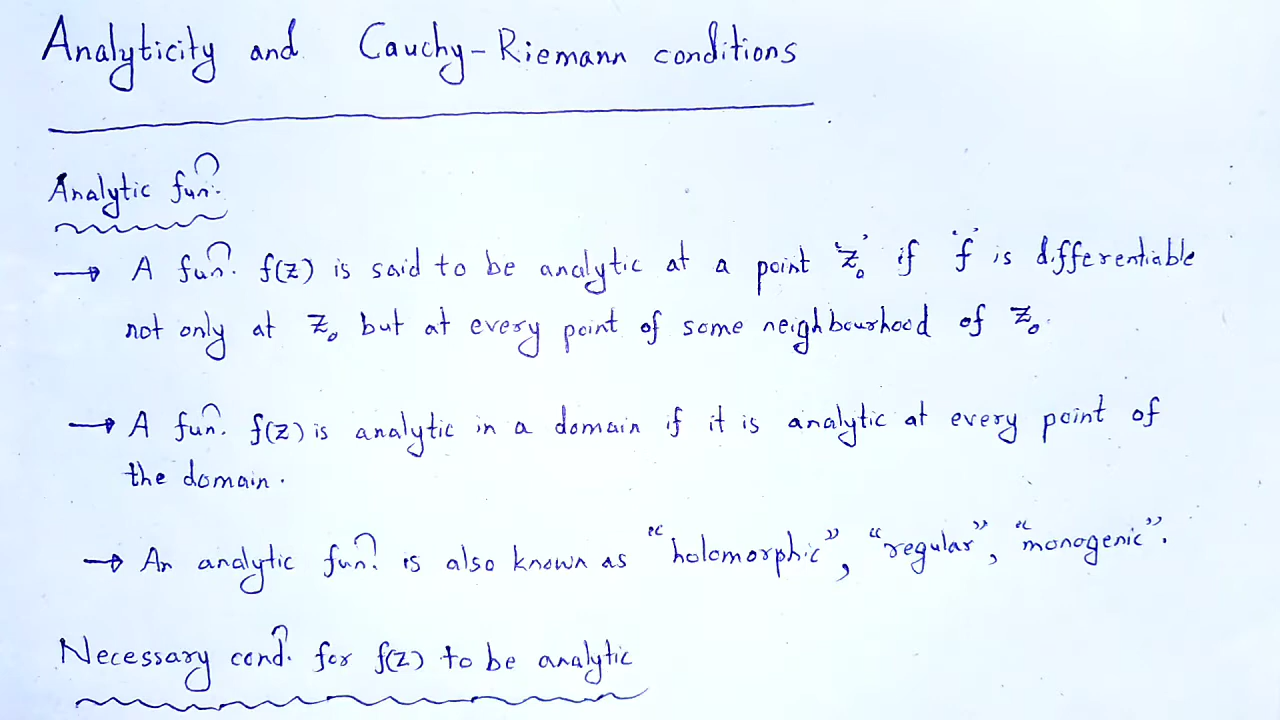 Analyticity and Cauchy-Riemann conditions
Analytic fun.
→ A fun. f(z) is said to be analytic at a point 'z₀' if 'f' is differentiable
not only at z₀ but at every point of some neighbourhood of z₀.
→ A fun. f(z) is analytic in a domain if it is analytic at every point of
the domain.
→ An analytic fun. is also known as "holomorphic", "regular", "monogenic".
Necessary cond. for f(z) to be analytic